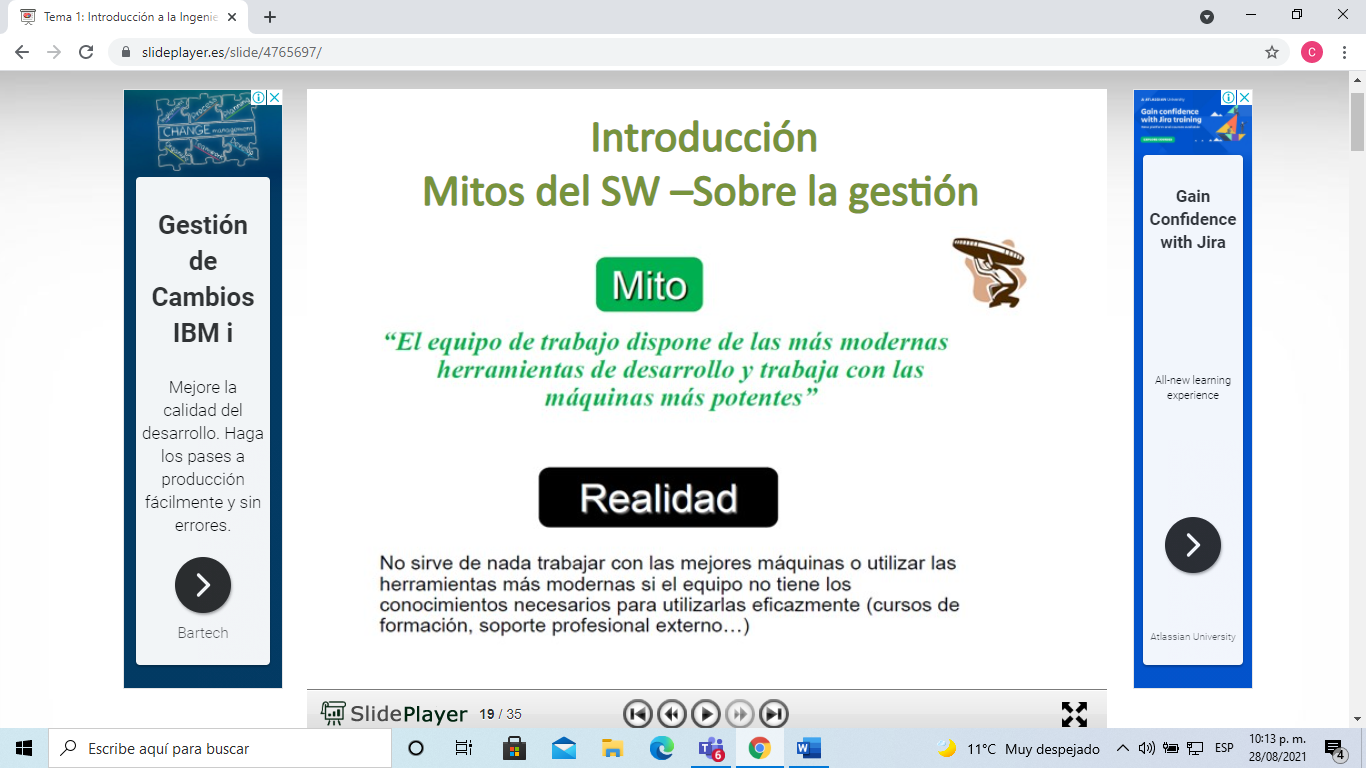 Tema 1: Introducción a la Ingenie
slideplayer.es/slide/4765697/
C
CHANGE management
Gestión
de
Cambios
IBM i
Mejore la
calidad del
desarrollo. Haga
los pases a
producción
fácilmente y sin
errores.
Bartech
Introducción
Mitos del SW –Sobre la gestión
Mito
“El equipo de trabajo dispone de las más modernas
herramientas de desarrollo y trabaja con las
máquinas más potentes”
Realidad
No sirve de nada trabajar con las mejores máquinas o utilizar las
herramientas más modernas si el equipo no tiene los
conocimientos necesarios para utilizarlas eficazmente (cursos de
formación, soporte profesional externo…)
SlidePlayer 19 / 35
ATLASSIAN University
Gain confidence
with Jira training
Gain
Confidence
with Jira
All-new learning
experience
Atlassian University
Escribe aquí para buscar
6
11°C Muy despejado
ESP
10:13 p. m.
28/08/2021
4